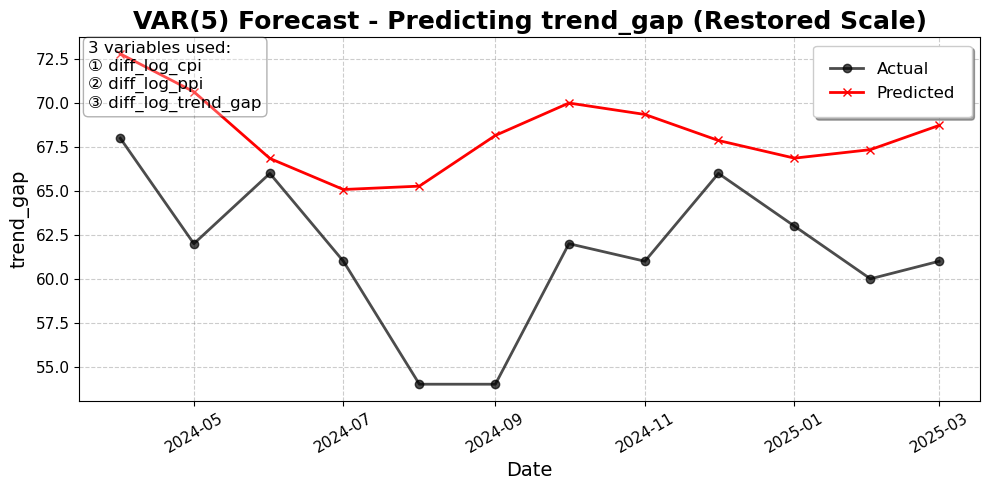 VAR(5) Forecast - Predicting trend_gap (Restored Scale)
3 variables used:
① diff_log_cpi
② diff_log_ppi
③ diff_log_trend_gap
Actual
Predicted
trend_gap
72.5
70.0
67.5
65.0
62.5
60.0
57.5
55.0
2024-05
2024-07
2024-09
2024-11
2025-01
2025-03
Date